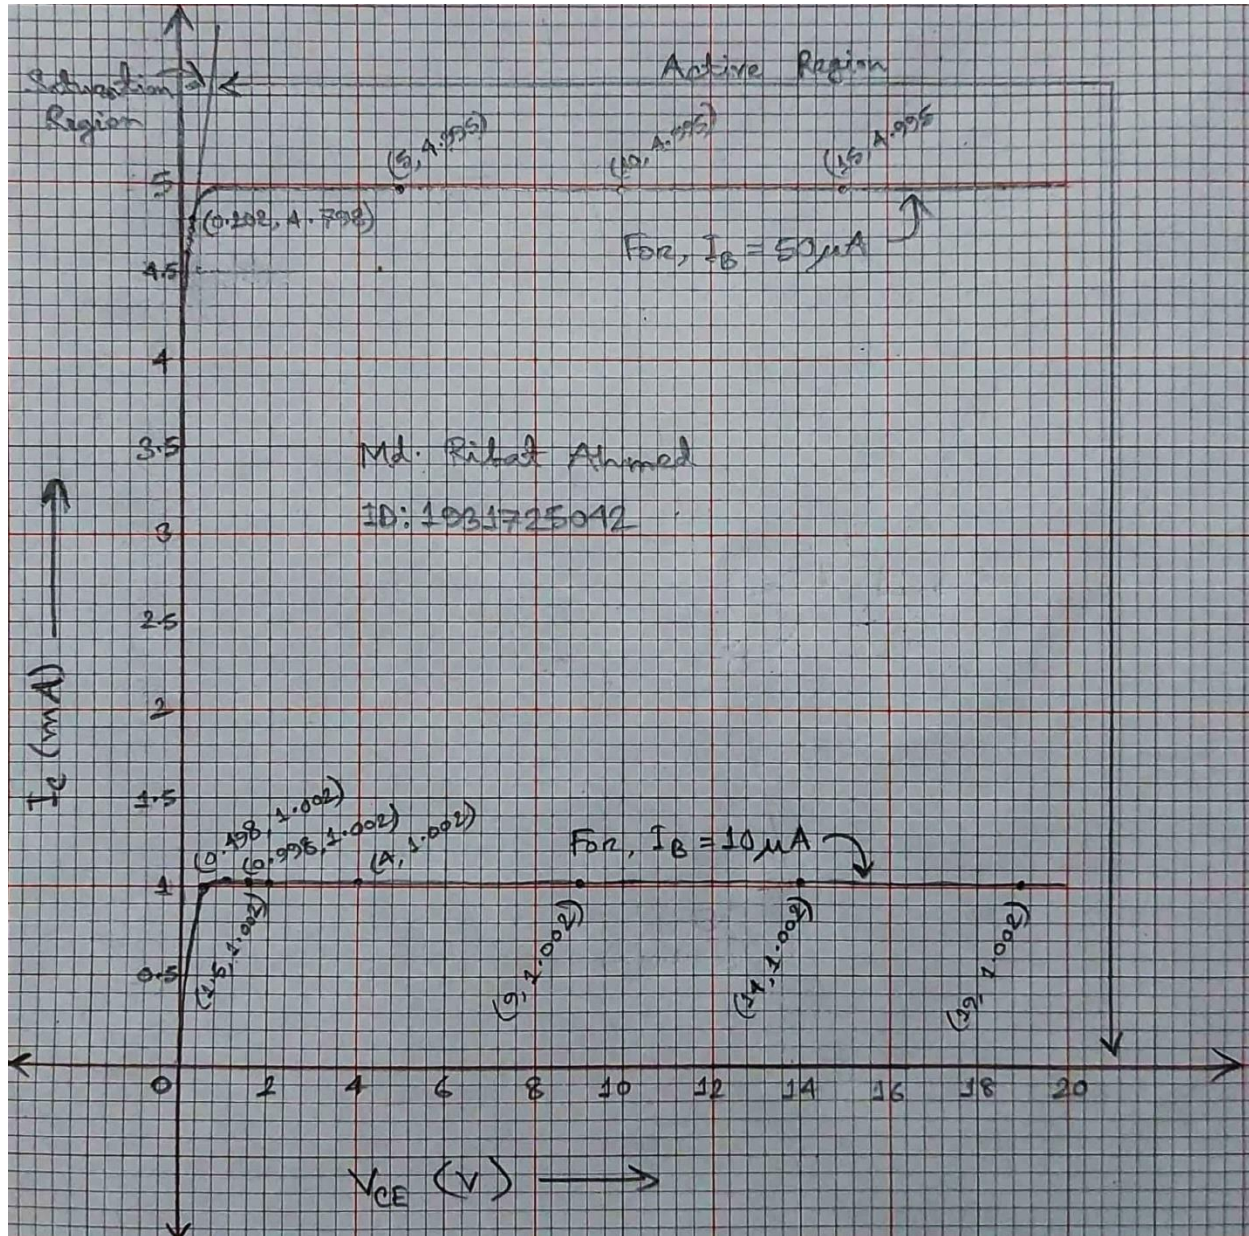 Active Region
Saturation
Region
(5, 4.995)
(10, 4.995)
(15, 4.995
5
(0.202, 4.798)
For, IB = 50µA
4.5
4
3.5
Md. Rifat Ahmed
ID: 1931725042
3
2.5
Ic (mA)
2
1.5
(0.498, 1.002)
(0.998, 1.002)
(4, 1.002)
For, IB = 10µA
1
(1.5, 1.002)
(9, 1.002)
(14, 1.002)
(19, 1.002)
0.5
0 2 4 6 8 10 12 14 16 18 20
VCE (V)